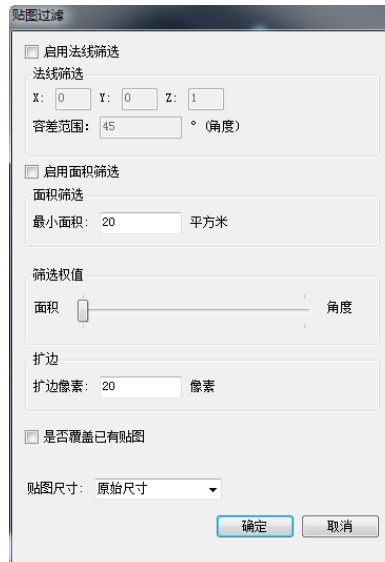 贴图过滤
启用法线筛选
法线筛选
X: 0 Y: 0 Z: 1
容差范围: 45 ° (角度)
启用面积筛选
面积筛选
最小面积: 20 平方米
筛选权值
面积 角度
扩边
扩边像素: 20 像素
是否覆盖已有贴图
贴图尺寸: 原始尺寸
确定 取消